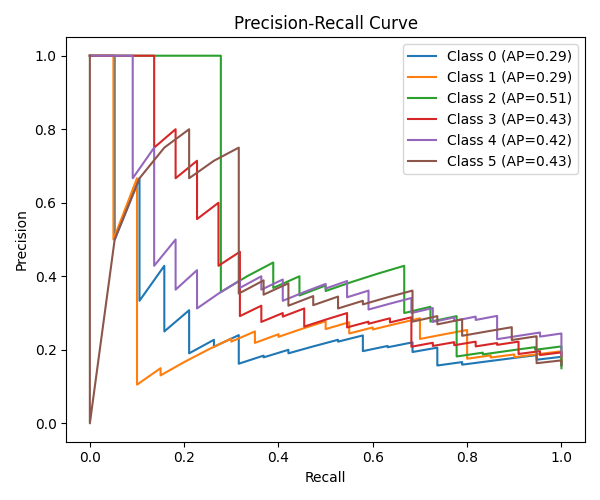 Precision-Recall Curve
Class 0 (AP=0.29)
Class 1 (AP=0.29)
Class 2 (AP=0.51)
Class 3 (AP=0.43)
Class 4 (AP=0.42)
Class 5 (AP=0.43)
Precision
1.0
0.8
0.6
0.4
0.2
0.0
0.0 0.2 0.4 0.6 0.8 1.0
Recall